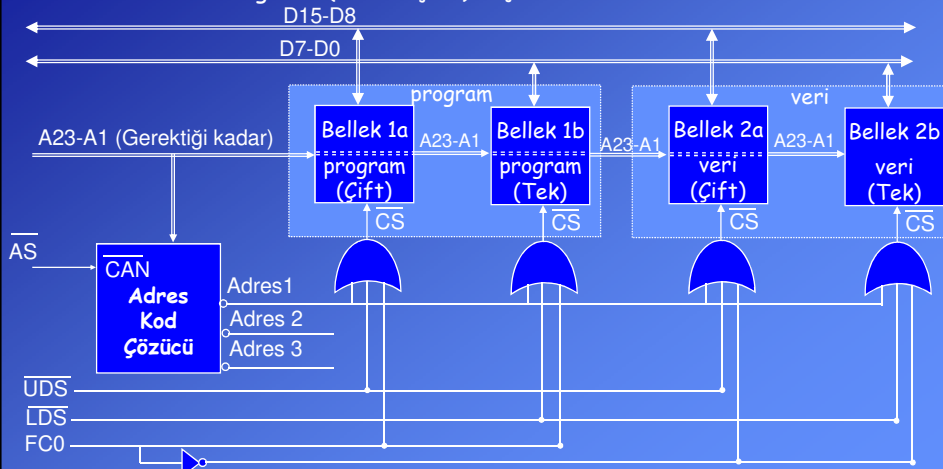 D15-D8
D7-D0
program
veri
A23-A1 (Gerektiği kadar)
Bellek 1a
program
(Çift)
A23-A1
Bellek 1b
program
(Tek)
A23-A1
Bellek 2a
veri
(Çift)
A23-A1
Bellek 2b
veri
(Tek)
CS
CS
CS
CS
AS
CAN
Adres
Kod
Çözücü
Adres1
Adres 2
Adres 3
UDS
LDS
FC0